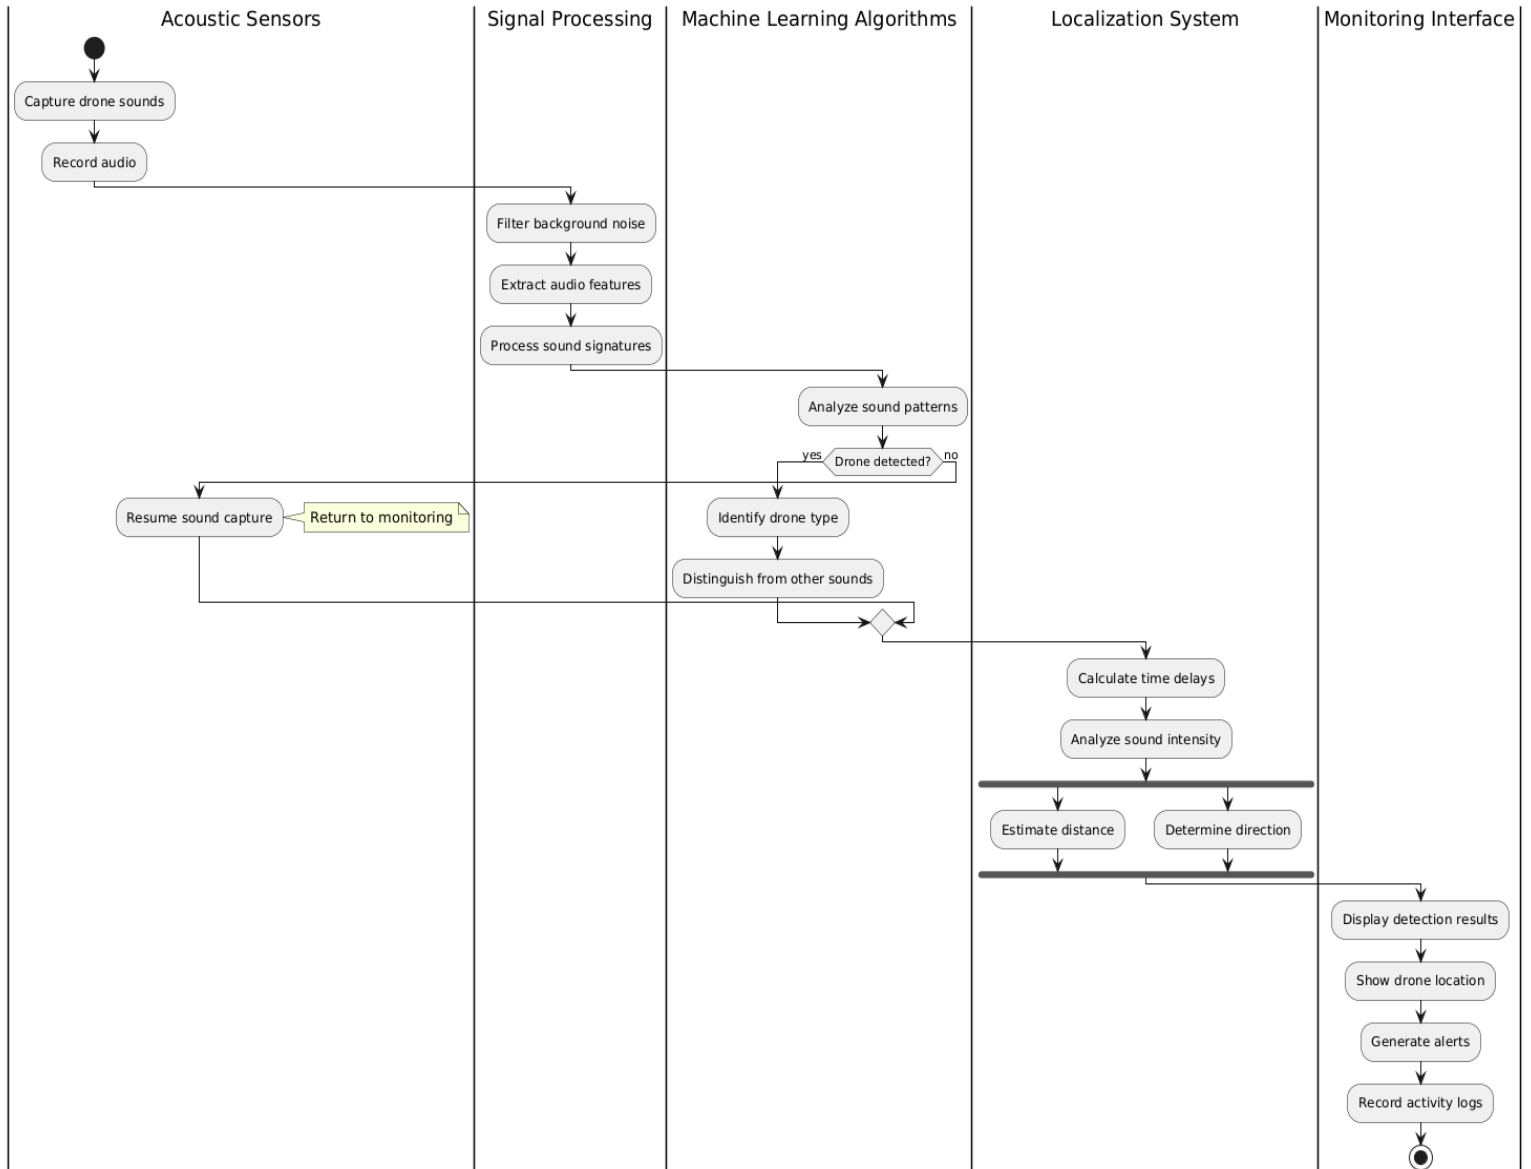 Acoustic Sensors
Signal Processing
Machine Learning Algorithms
Localization System
Monitoring Interface
Capture drone sounds
Record audio
Filter background noise
Extract audio features
Process sound signatures
Analyze sound patterns
yes
Drone detected?
no
Resume sound capture
Return to monitoring
Identify drone type
Distinguish from other sounds
Calculate time delays
Analyze sound intensity
Estimate distance
Determine direction
Display detection results
Show drone location
Generate alerts
Record activity logs